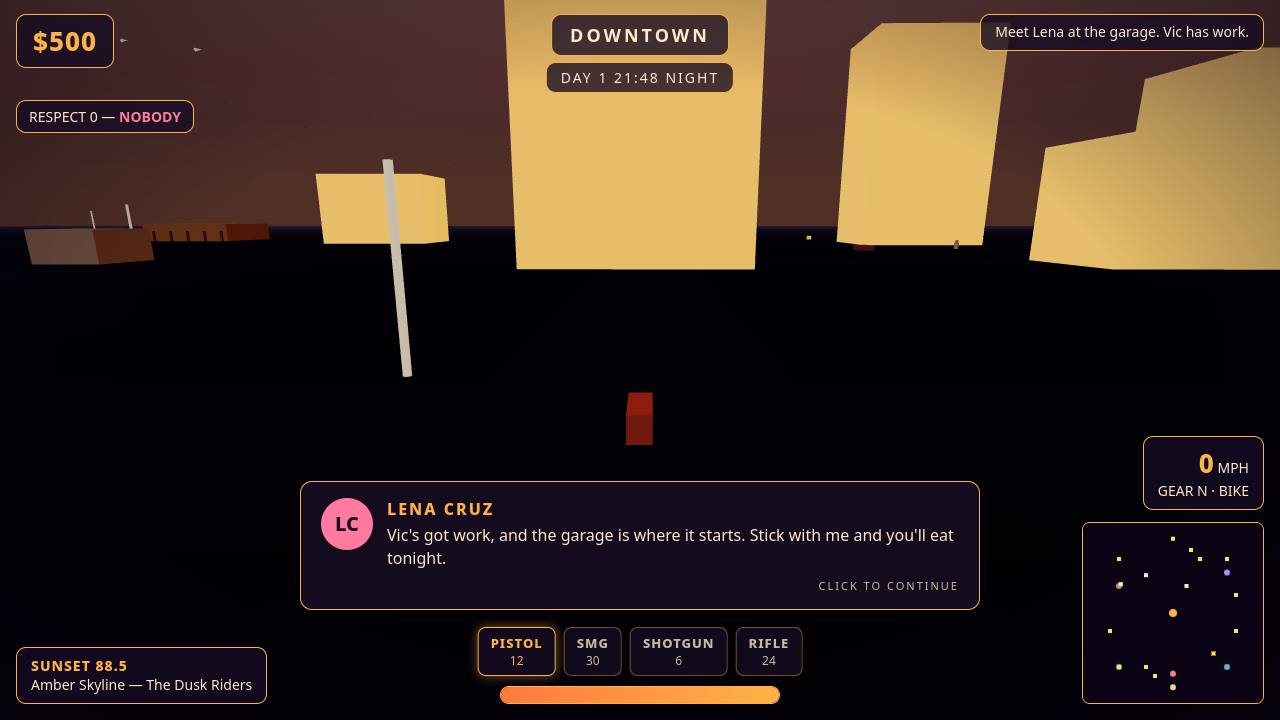 $500
DOWNTOWN
DAY 1 21:48 NIGHT
Meet Lena at the garage. Vic has work.
RESPECT 0 — NOBODY
0 MPH
GEAR N · BIKE
LC
LENA CRUZ
Vic's got work, and the garage is where it starts. Stick with me and you'll eat
tonight.
CLICK TO CONTINUE
PISTOL
12
SMG
30
SHOTGUN
6
RIFLE
24
SUNSET 88.5
Amber Skyline — The Dusk Riders